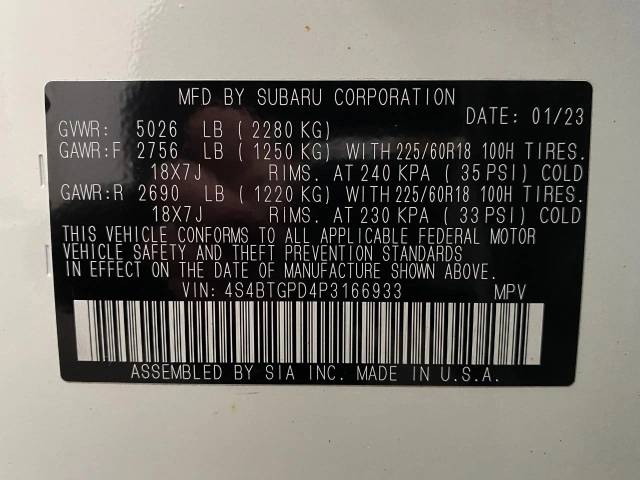 MFD BY SUBARU CORPORATION
DATE: 01/23
GVWR: 5026 LB (2280 KG)
GAWR:F 2756 LB (1250 KG) WITH 225/60R18 100H TIRES.
18X7J RIMS. AT 240 KPA (35 PSI) COLD
GAWR:R 2690 LB (1220 KG) WITH 225/60R18 100H TIRES.
18X7J RIMS. AT 230 KPA (33 PSI) COLD
THIS VEHICLE CONFORMS TO ALL APPLICABLE FEDERAL MOTOR
VEHICLE SAFETY AND THEFT PREVENTION STANDARDS
IN EFFECT ON THE DATE OF MANUFACTURE SHOWN ABOVE.
VIN: 4S4BTGPD4P3166933 MPV
ASSEMBLED BY SIA INC. MADE IN U.S.A.